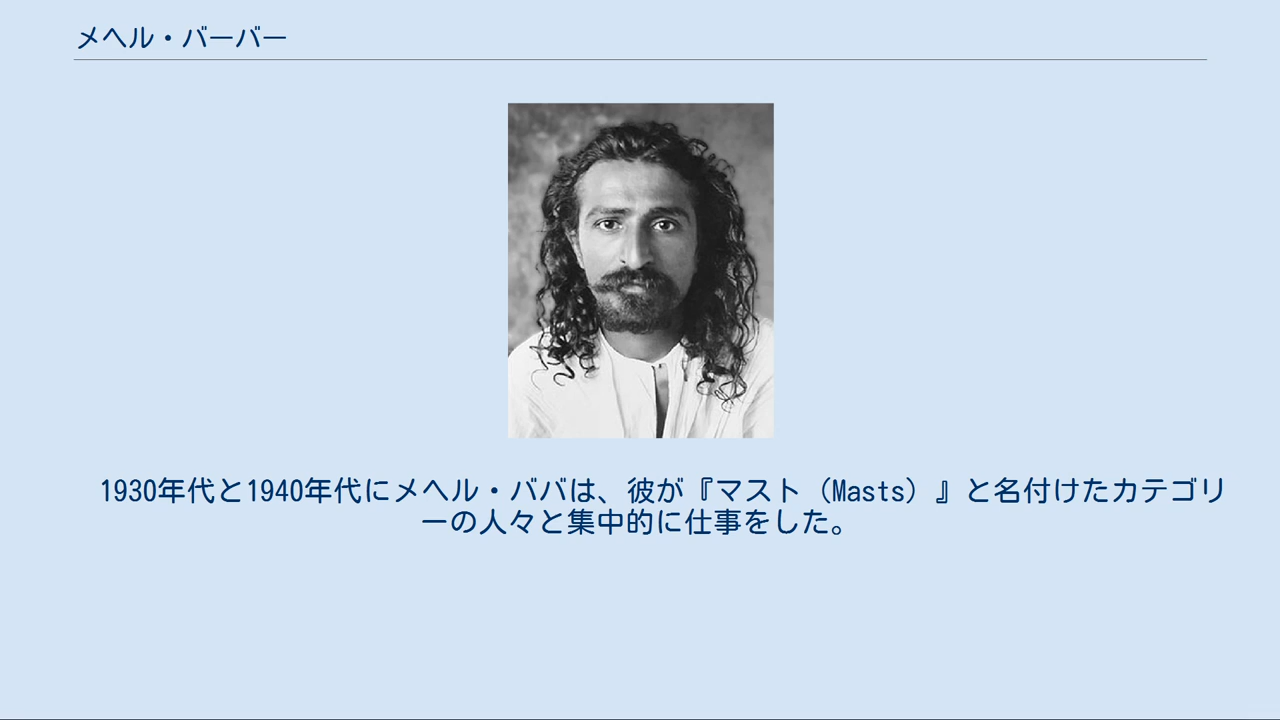 メヘル・バーバー
1930年代と1940年代にメヘル・ババは、彼が『マスト（Masts）』と名付けたカテゴリ
ーの人々と集中的に仕事をした。